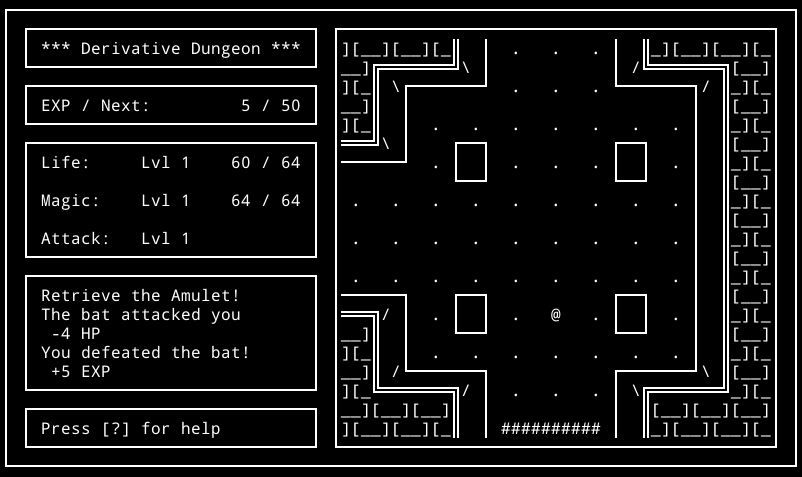 *** Derivative Dungeon ***
EXP / Next: 5 / 50
Life: Lvl 1 60 / 64
Magic: Lvl 1 64 / 64
Attack: Lvl 1
Retrieve the Amulet!
The bat attacked you
-4 HP
You defeated the bat!
+5 EXP
Press [?] for help
@
##########